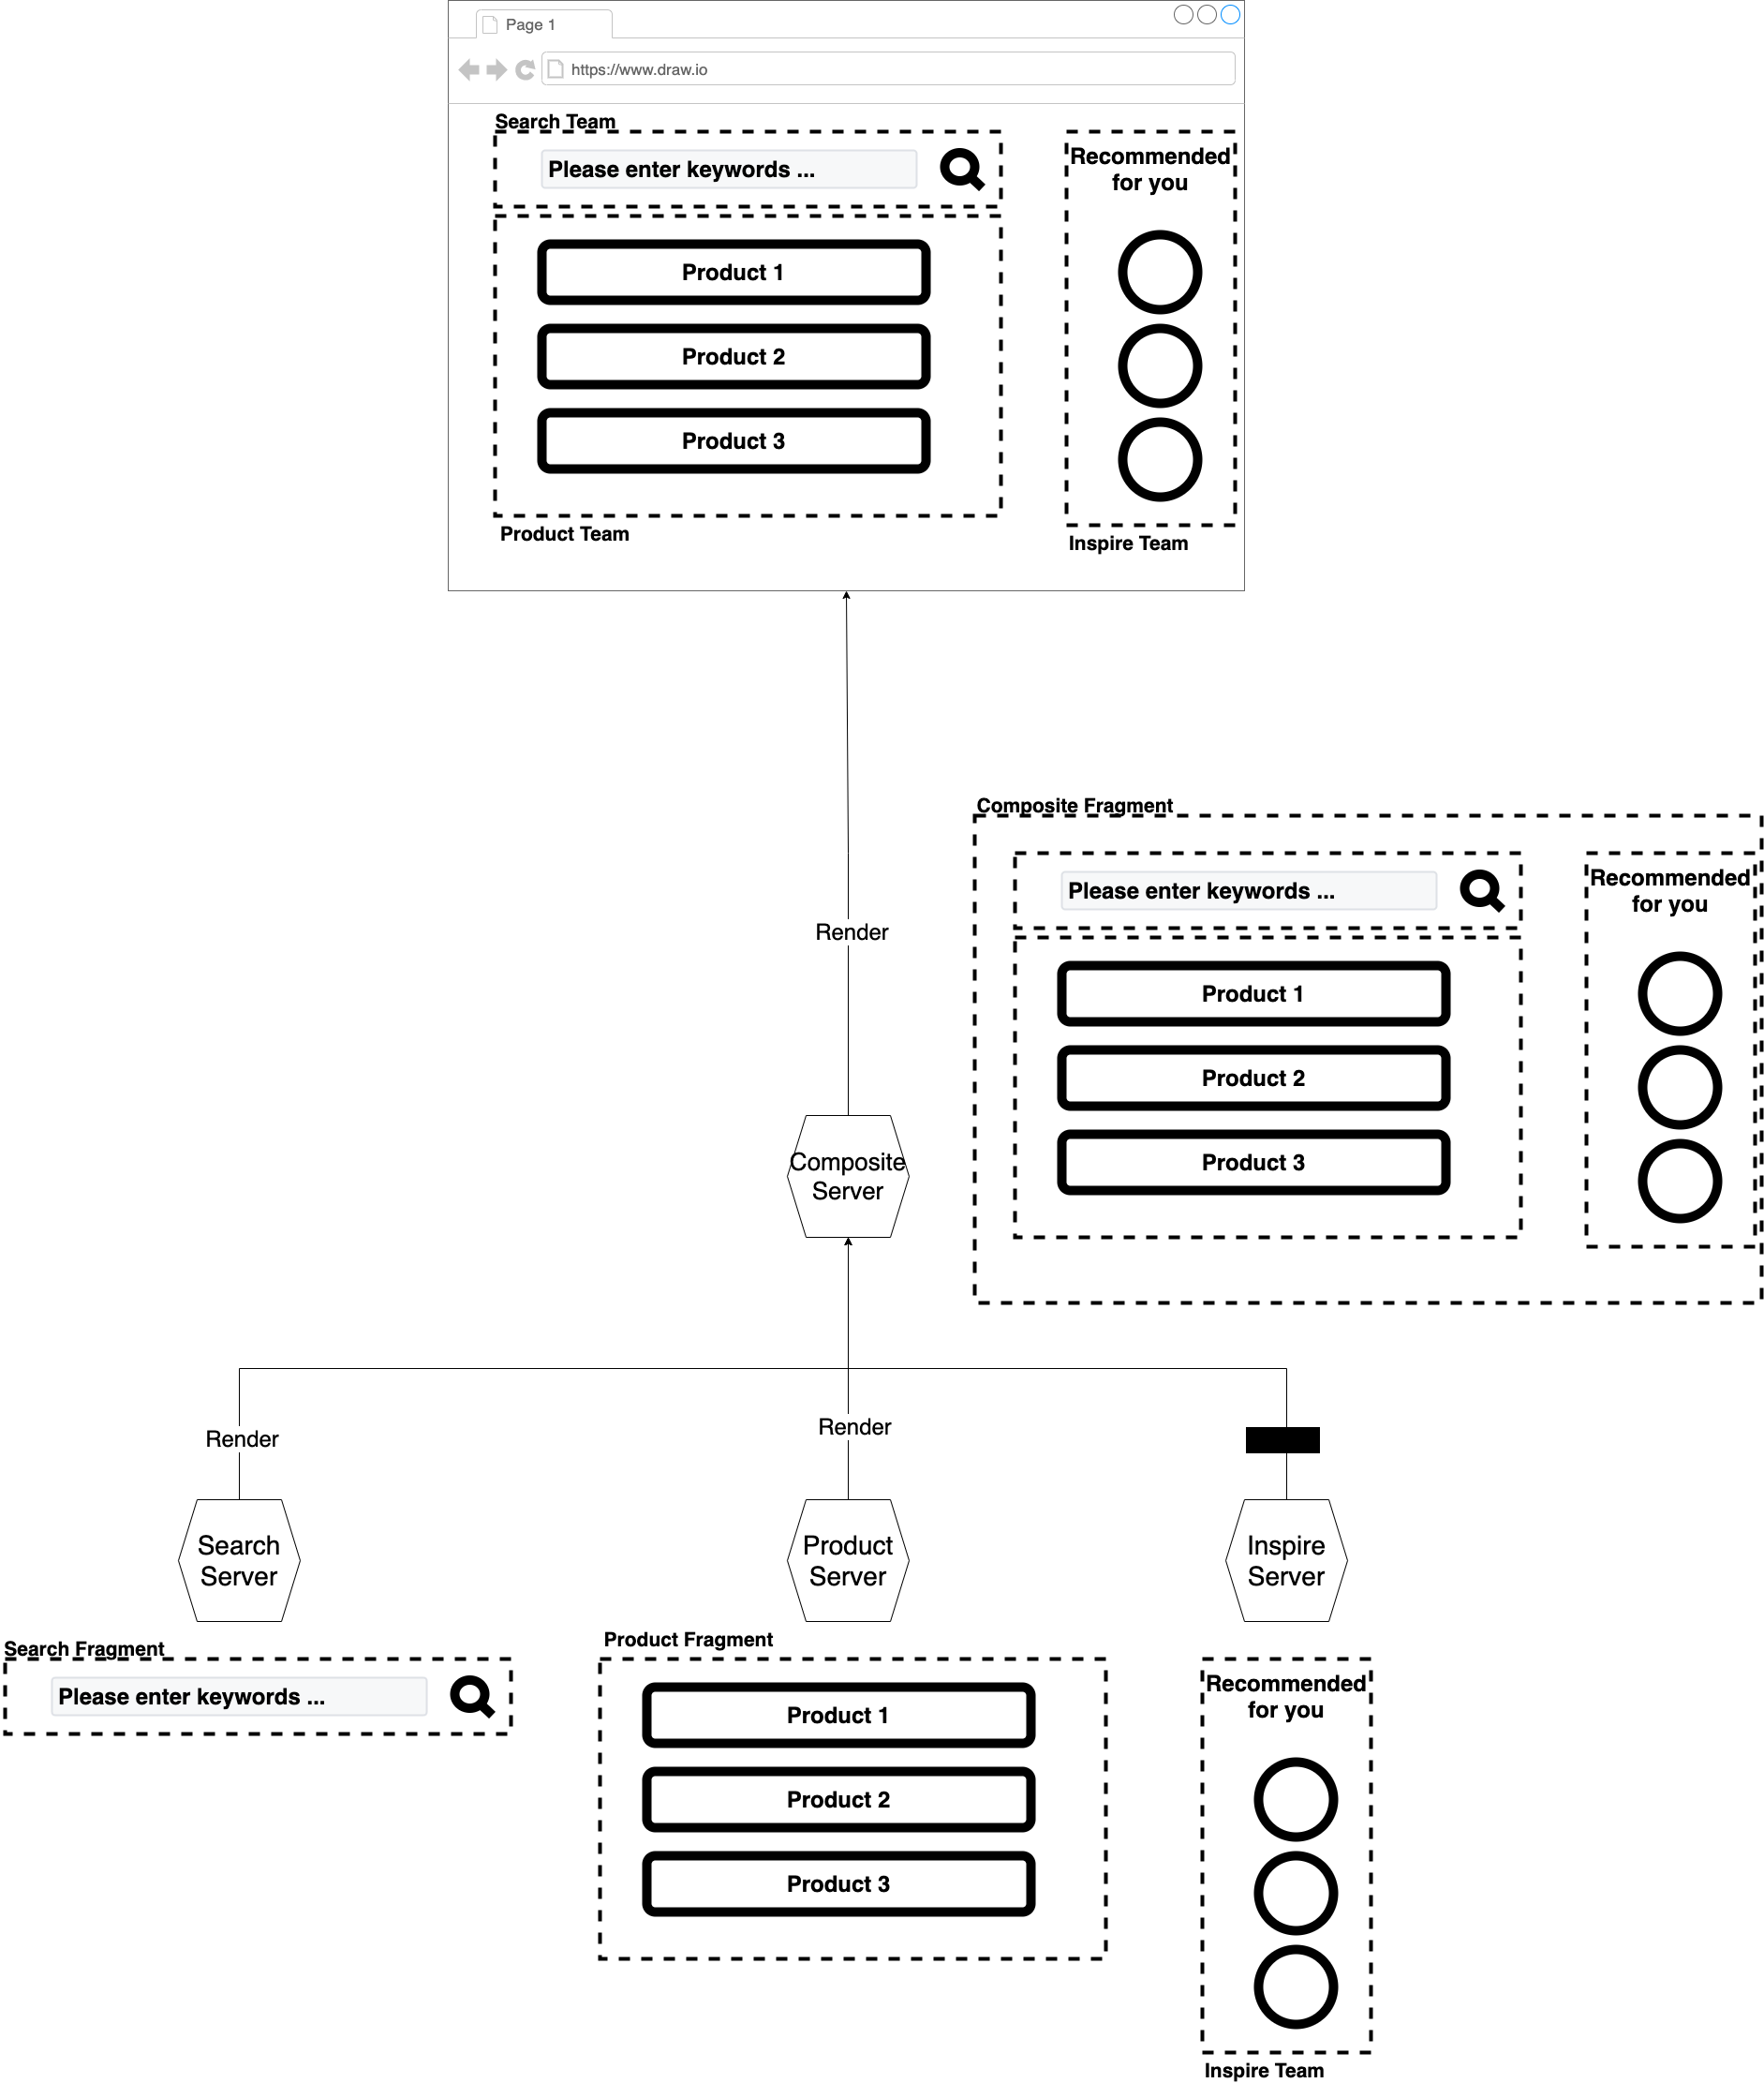 Page 1
https://www.draw.io
Search Team
Please enter keywords ...
Recommended
for you
Product 1
Product 2
Product 3
Product Team
Inspire Team
Composite Fragment
Please enter keywords ...
Recommended
for you
Render
Product 1
Product 2
Product 3
Composite
Server
Render
Render
Search
Server
Product
Server
Inspire
Server
Search Fragment
Please enter keywords ...
Product Fragment
Product 1
Product 2
Product 3
Recommended
for you
Inspire Team